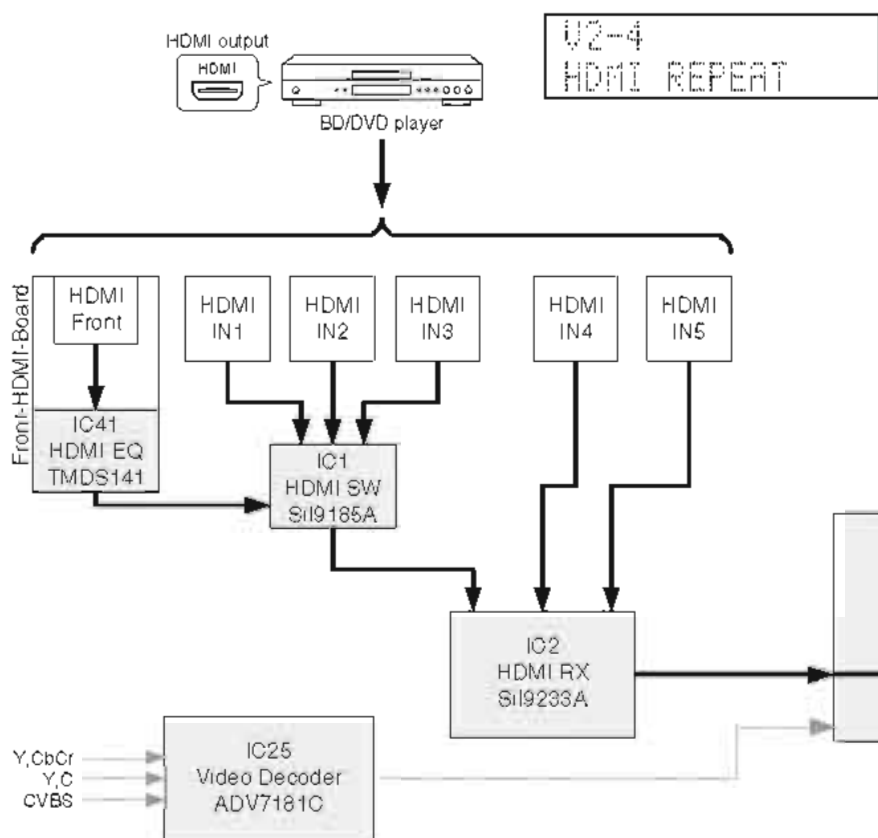 HDMI output
HDMI
BD/DVD player
V2-4
HDMI REPEAT
Front-HDMI-Board
HDMI
Front
HDMI
IN1
HDMI
IN2
HDMI
IN3
HDMI
IN4
HDMI
IN5
IC41
HDMI EQ
TMDS141
IC1
HDMI SW
SiI9185A
IC2
HDMI RX
SiI9233A
Y,CbCr
Y,C
CVBS
IC25
Video Decoder
ADV7181C